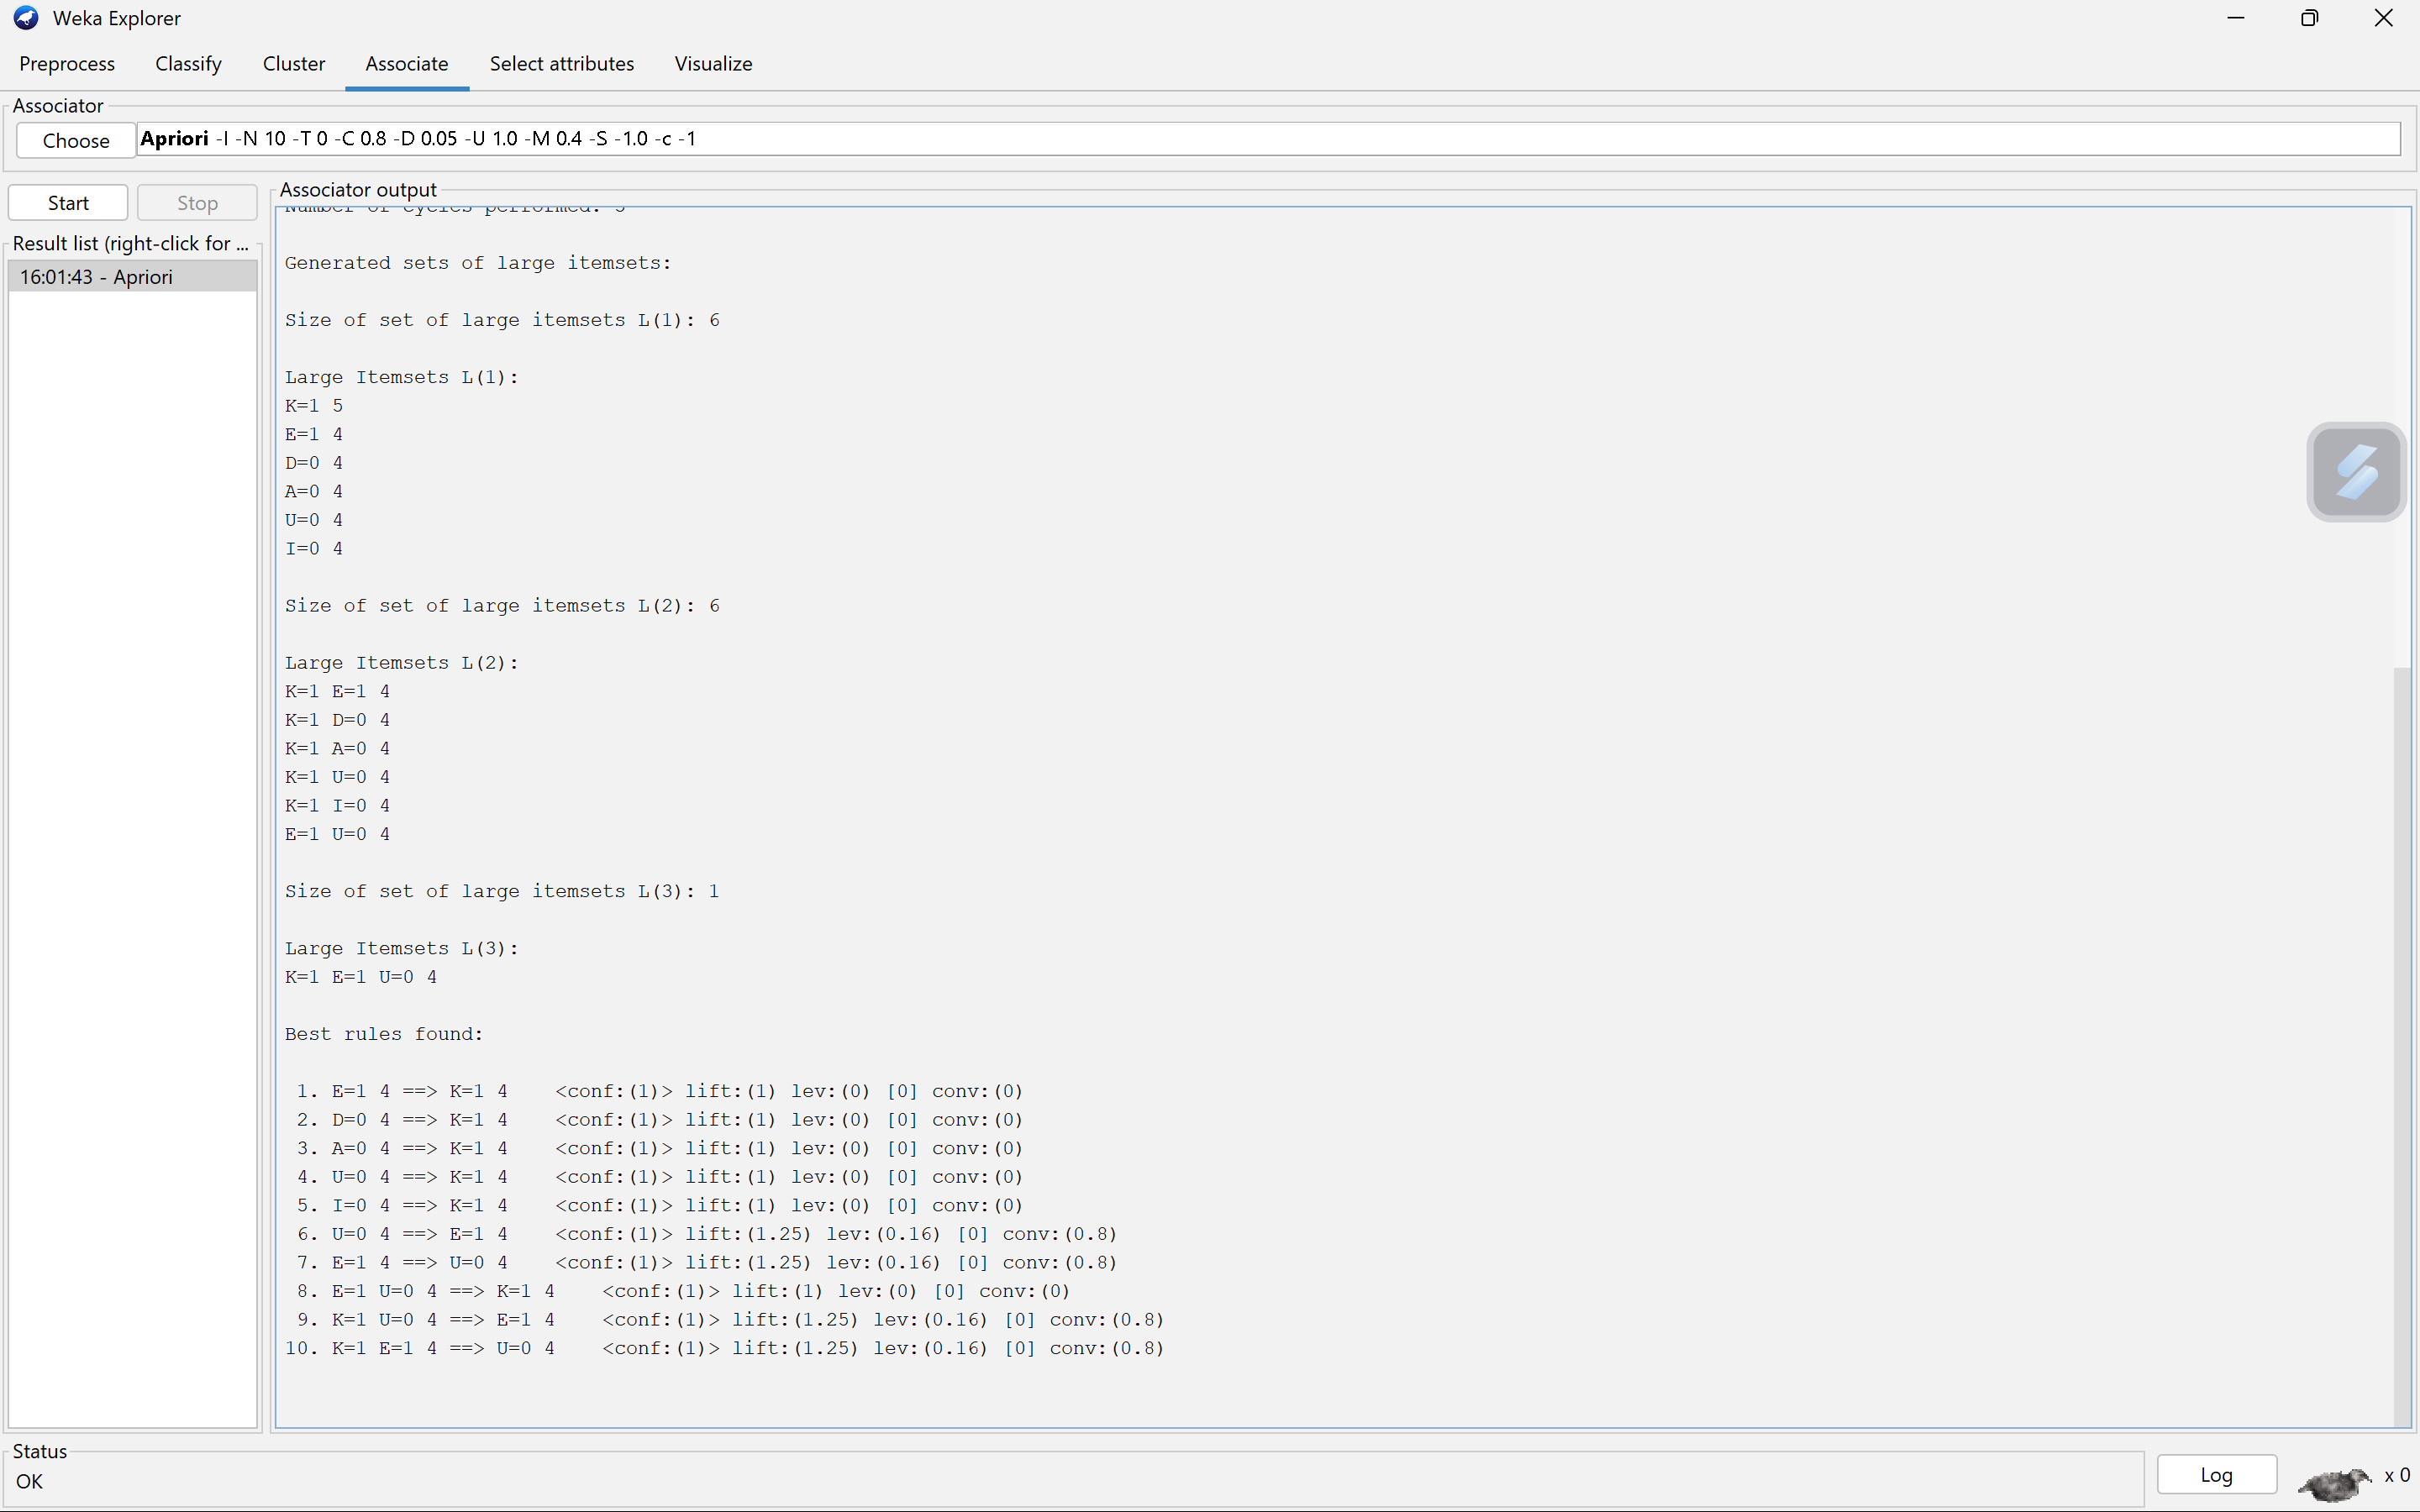 Weka Explorer
Preprocess Classify Cluster Associate Select attributes Visualize
Associator
Choose Apriori -I -N 10 -T 0 -C 0.8 -D 0.05 -U 1.0 -M 0.4 -S -1.0 -c -1
Start Stop
Result list (right-click for ...
16:01:43 - Apriori
Associator output
Number of cycles performed: 5
Generated sets of large itemsets:
Size of set of large itemsets L(1): 6
Large Itemsets L(1):
K=1 5
E=1 4
D=0 4
A=0 4
U=0 4
I=0 4
Size of set of large itemsets L(2): 6
Large Itemsets L(2):
K=1 E=1 4
K=1 D=0 4
K=1 A=0 4
K=1 U=0 4
K=1 I=0 4
E=1 U=0 4
Size of set of large itemsets L(3): 1
Large Itemsets L(3):
K=1 E=1 U=0 4
Best rules found:
1. E=1 4 ==> K=1 4 <conf:(1)> lift:(1) lev:(0) [0] conv:(0)
2. D=0 4 ==> K=1 4 <conf:(1)> lift:(1) lev:(0) [0] conv:(0)
3. A=0 4 ==> K=1 4 <conf:(1)> lift:(1) lev:(0) [0] conv:(0)
4. U=0 4 ==> K=1 4 <conf:(1)> lift:(1) lev:(0) [0] conv:(0)
5. I=0 4 ==> K=1 4 <conf:(1)> lift:(1) lev:(0) [0] conv:(0)
6. U=0 4 ==> E=1 4 <conf:(1)> lift:(1.25) lev:(0.16) [0] conv:(0.8)
7. E=1 4 ==> U=0 4 <conf:(1)> lift:(1.25) lev:(0.16) [0] conv:(0.8)
8. E=1 U=0 4 ==> K=1 4 <conf:(1)> lift:(1) lev:(0) [0] conv:(0)
9. K=1 U=0 4 ==> E=1 4 <conf:(1)> lift:(1.25) lev:(0.16) [0] conv:(0.8)
10. K=1 E=1 4 ==> U=0 4 <conf:(1)> lift:(1.25) lev:(0.16) [0] conv:(0.8)
Status
OK
Log
x 0